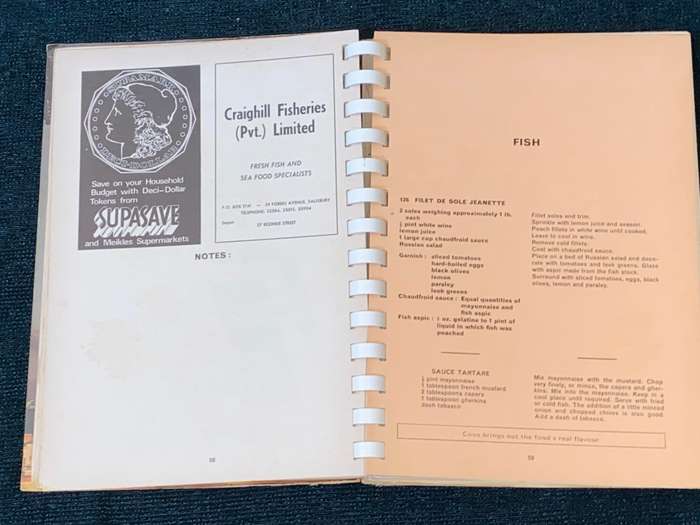 Save on your Household
Budget with Deci-Dollar
Tokens from
SUPASAVE
and Meikles Supermarkets
Craighill Fisheries
(Pvt.) Limited
FRESH FISH AND
SEA FOOD SPECIALISTS
NOTES :
58
FISH
126 FILET DE SOLE JEANETTE
2 soles weighing approximately 1 lb.
each
½ pint white wine
lemon juice
1 large cup chaudfroid sauce
Russian salad
Garnish : sliced tomatoes
hard-boiled eggs
black olives
lemon
parsley
leek greens
Chaudfroid sauce : Equal quantities of
mayonnaise and
fish aspic
Fish aspic : 1 oz. gelatine to 1 pint of
liquid in which fish was
poached
Fillet soles and trim.
Sprinkle with lemon juice and season.
Poach fillets in white wine until cooked.
Leave to cool in wine.
Remove cold fillets.
Coat with chaudfroid sauce.
Place on a bed of Russian salad and deco-
rate with tomatoes and leek greens. Glaze
with aspic made from the fish stock.
Surround with sliced tomatoes, eggs, black
olives, lemon and parsley.
SAUCE TARTARE
pint mayonnaise
1 tablespoon french mustard
2 tablespoons capers
1 tablespoon gherkins
dash tabasco
Mix mayonnaise with the mustard. Chop
very finely, or mince, the capers and gher-
kins. Mix into the mayonnaise. Keep in a
cool place until required. Serve with fried
or cold fish. The addition of a little minced
onion and chopped chives is also good.
Add a dash of tabasco.
brings out the food's real flavour
59